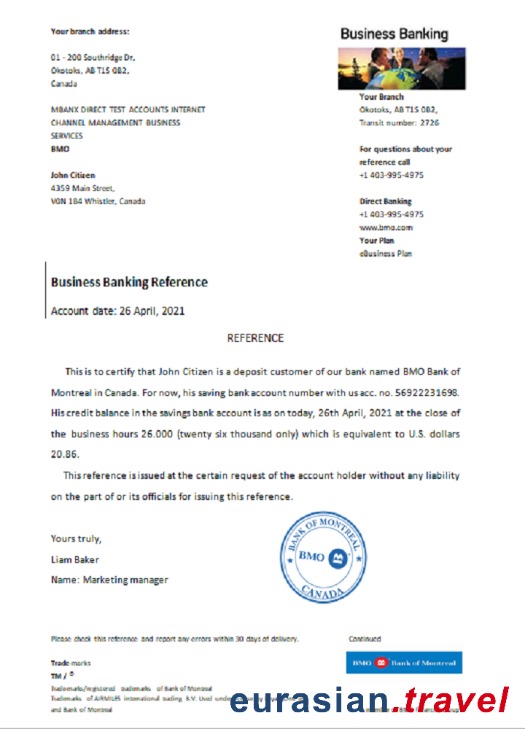 Your branch address:
01 - 200 Southridge Dr,
Okotoks, AB T1S 0B2,
Canada
MBANX DIRECT TEST ACCOUNTS INTERNET
CHANNEL MANAGEMENT BUSINESS
SERVICES
BMO
John Citizen
4359 Main Street,
V0N 1B4 Whistler, Canada
Business Banking
Your Branch
Okotoks, AB T1S 0B2,
Transit number: 2726
For questions about your
reference call
+1 403-995-4975
Direct Banking
+1 403-995-4975
www.bmo.com
Your Plan
eBusiness Plan
Business Banking Reference
Account date: 26 April, 2021
REFERENCE
This is to certify that John Citizen is a deposit customer of our bank named BMO Bank of
Montreal in Canada. For now, his saving bank account number with us acc. no. 56922231698.
His credit balance in the savings bank account is as on today, 26th April, 2021 at the close of
the business hours 26.000 (twenty six thousand only) which is equivalent to U.S. dollars
20.86.
This reference is issued at the certain request of the account holder without any liability
on the part of or its officials for issuing this reference.
Yours truly,
Liam Baker
Name: Marketing manager
BANK OF MONTREAL
BMO
CANADA
Please check this reference and report any errors within 30 days of delivery.
Continued
Trade-marks
TM / ®
BMO Bank of Montreal
Trademarks/registered trademarks of Bank of Montreal
Trademarks of AIRMILES international trading B.V. Used under
and Bank of Montreal
eurasian.travel